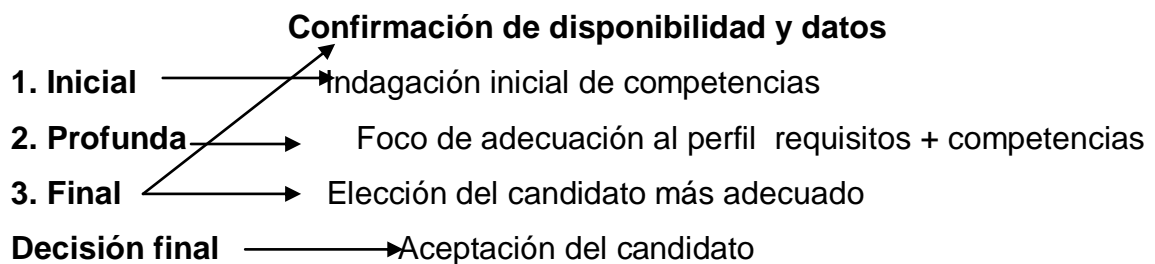 Confirmación de disponibilidad y datos
1. Inicial Indagación inicial de competencias
2. Profunda Foco de adecuación al perfil requisitos + competencias
3. Final Elección del candidato más adecuado
Decisión final Aceptación del candidato